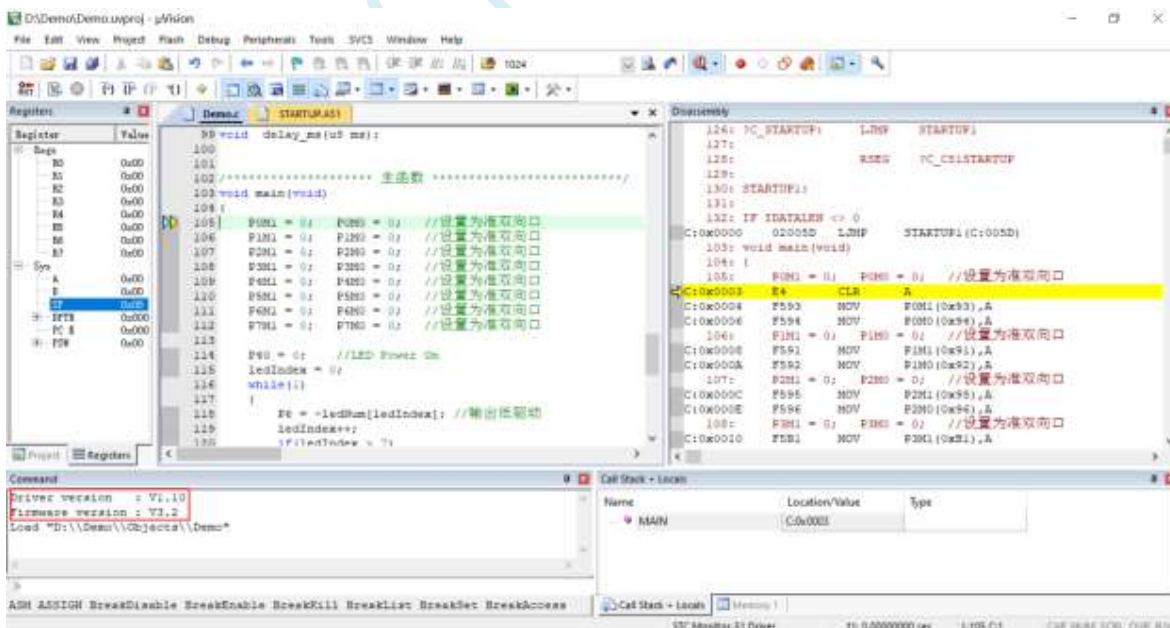 D:\Demo\Demo.uvproj - µVision
File Edit View Project Flash Debug Peripherals Tools SVCS Window Help
1024
Registers
Register Value
Regs
R0 0x00
R1 0x00
R2 0x00
R3 0x00
R4 0x00
R5 0x00
R6 0x00
R7 0x00
Sys
A 0x00
B 0x00
SP
DPTR 0x000
PC $ 0x000
PSW 0x00
Project Registers
Demo.c STARTUP.A51
99 void delay_ms(u8 ms);
100
101
102 /******************** 主函数 **************************/
103 void main(void)
104 {
105 P0M1 = 0; P0M0 = 0; //设置为准双向口
106 P1M1 = 0; P1M0 = 0; //设置为准双向口
107 P2M1 = 0; P2M0 = 0; //设置为准双向口
108 P3M1 = 0; P3M0 = 0; //设置为准双向口
109 P4M1 = 0; P4M0 = 0; //设置为准双向口
110 P5M1 = 0; P5M0 = 0; //设置为准双向口
111 P6M1 = 0; P6M0 = 0; //设置为准双向口
112 P7M1 = 0; P7M0 = 0; //设置为准双向口
113
114 P40 = 0; //LED Power On
115 ledIndex = 0;
116 while(1)
117 {
118 P6 = ~ledNum[ledIndex]; //输出低驱动
119 ledIndex++;
120 if(ledIndex > 7)
Disassembly
126: ?C_STARTUP: LJMP STARTUP1
127:
128: RSEG ?C_C51STARTUP
129:
130: STARTUP1:
131:
132: IF IDATALEN <> 0
C:0x0000 02005D LJMP STARTUP1(C:005D)
103: void main(void)
104: {
105: P0M1 = 0; P0M0 = 0; //设置为准双向口
C:0x0003 E4 CLR A
C:0x0004 F593 MOV P0M1(0x93),A
C:0x0006 F594 MOV P0M0(0x94),A
106: P1M1 = 0; P1M0 = 0; //设置为准双向口
C:0x0008 F591 MOV P1M1(0x91),A
C:0x000A F592 MOV P1M0(0x92),A
107: P2M1 = 0; P2M0 = 0; //设置为准双向口
C:0x000C F595 MOV P2M1(0x95),A
C:0x000E F596 MOV P2M0(0x96),A
108: P3M1 = 0; P3M0 = 0; //设置为准双向口
C:0x0010 F5B1 MOV P3M1(0xB1),A
Command
Driver version : V1.10
Firmware version : V3.2
Load "D:\\Demo\\Objects\\Demo"
>
ASM ASSIGN BreakDisable BreakEnable BreakKill BreakList BreakSet BreakAccess
Call Stack + Locals
Name Location/Value Type
MAIN C:0x0003
Call Stack + Locals Memory 1
STC Monitor-51 Driver t1: 0.00000000 sec L:105 C:1 CAP NUM SCRL OVR R/W